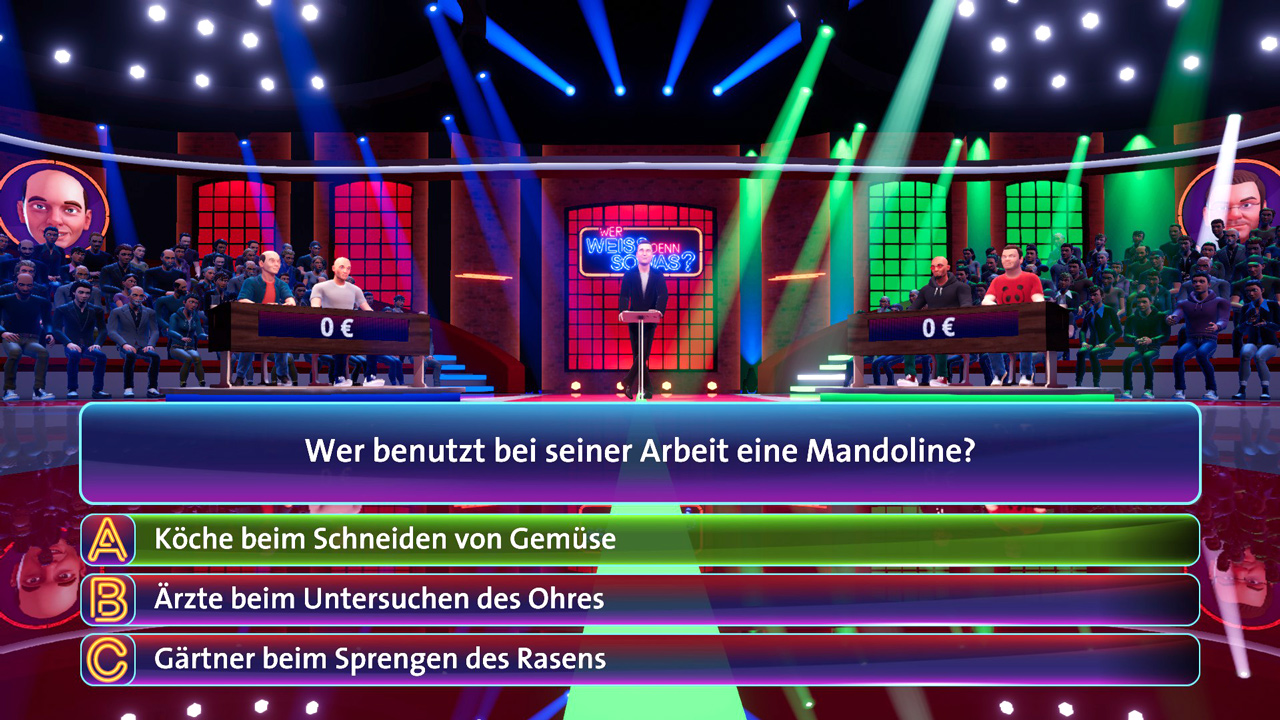 WER
WEISS DENN
SOWAS?
0 €
0 €
Wer benutzt bei seiner Arbeit eine Mandoline?
A Köche beim Schneiden von Gemüse
B Ärzte beim Untersuchen des Ohres
C Gärtner beim Sprengen des Rasens